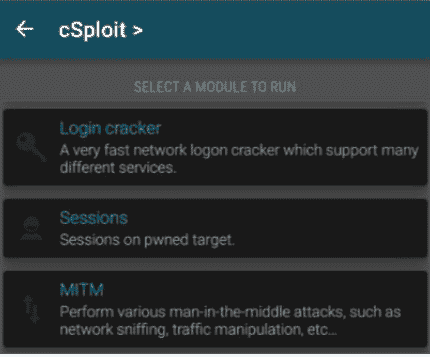 cSploit >
SELECT A MODULE TO RUN
Login cracker
A very fast network logon cracker which support many
different services.
Sessions
Sessions on pwned target.
MITM
Perform various man-in-the-middle attacks, such as
network sniffing, traffic manipulation, etc...